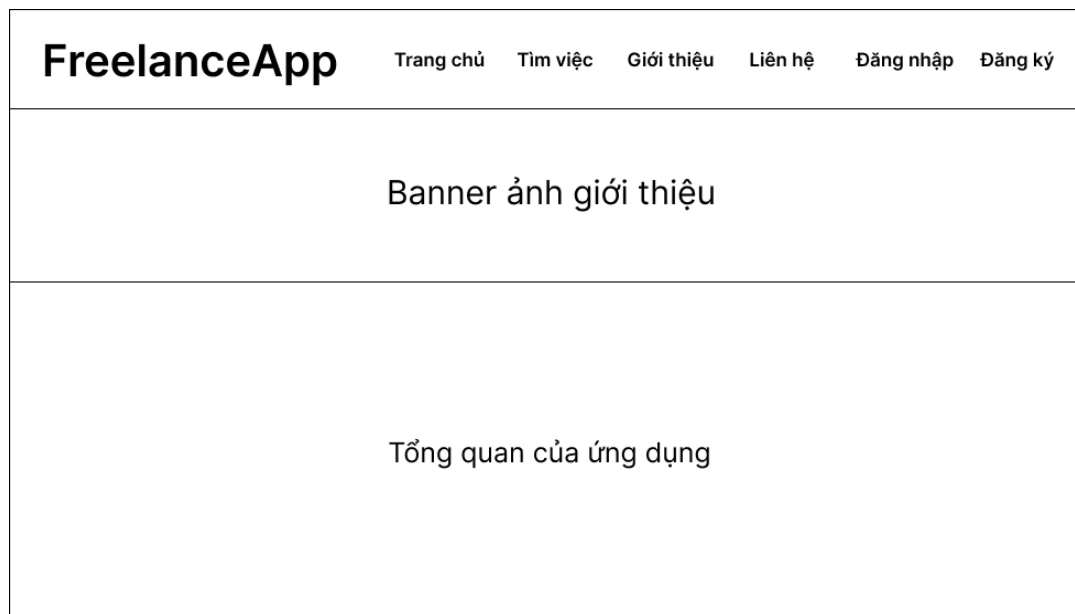 FreelanceApp Trang chủ Tìm việc Giới thiệu Liên hệ Đăng nhập Đăng ký
Banner ảnh giới thiệu
Tổng quan của ứng dụng